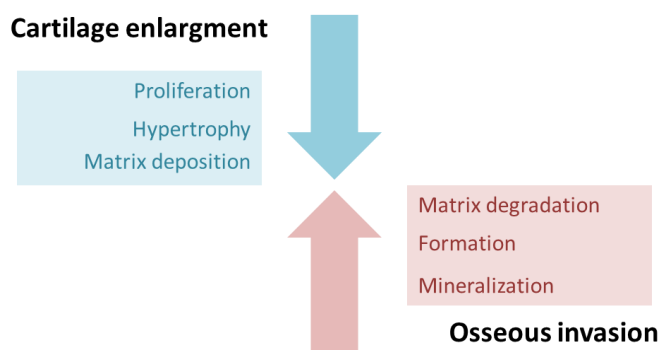 Cartilage enlargment
Proliferation
Hypertrophy
Matrix deposition
Matrix degradation
Formation
Mineralization
Osseous invasion